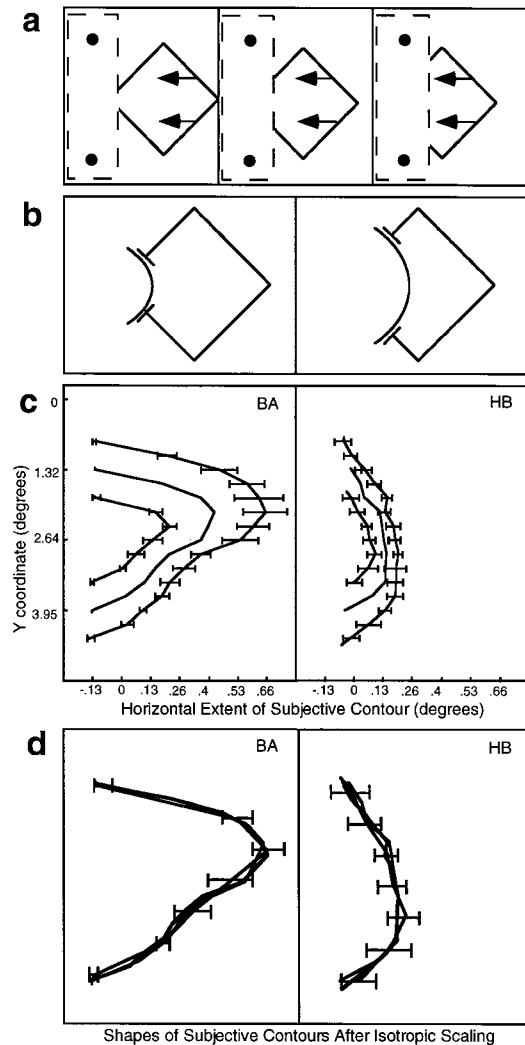 a
b
c
BA
HB
0
1.32
2.64
3.95
Y coordinate (degrees)
-.13 0 .13 .26 .4 .53 .66 -.13 0 .13 .26 .4 .53 .66
Horizontal Extent of Subjective Contour (degrees)
d
BA
HB
Shapes of Subjective Contours After Isotropic Scaling